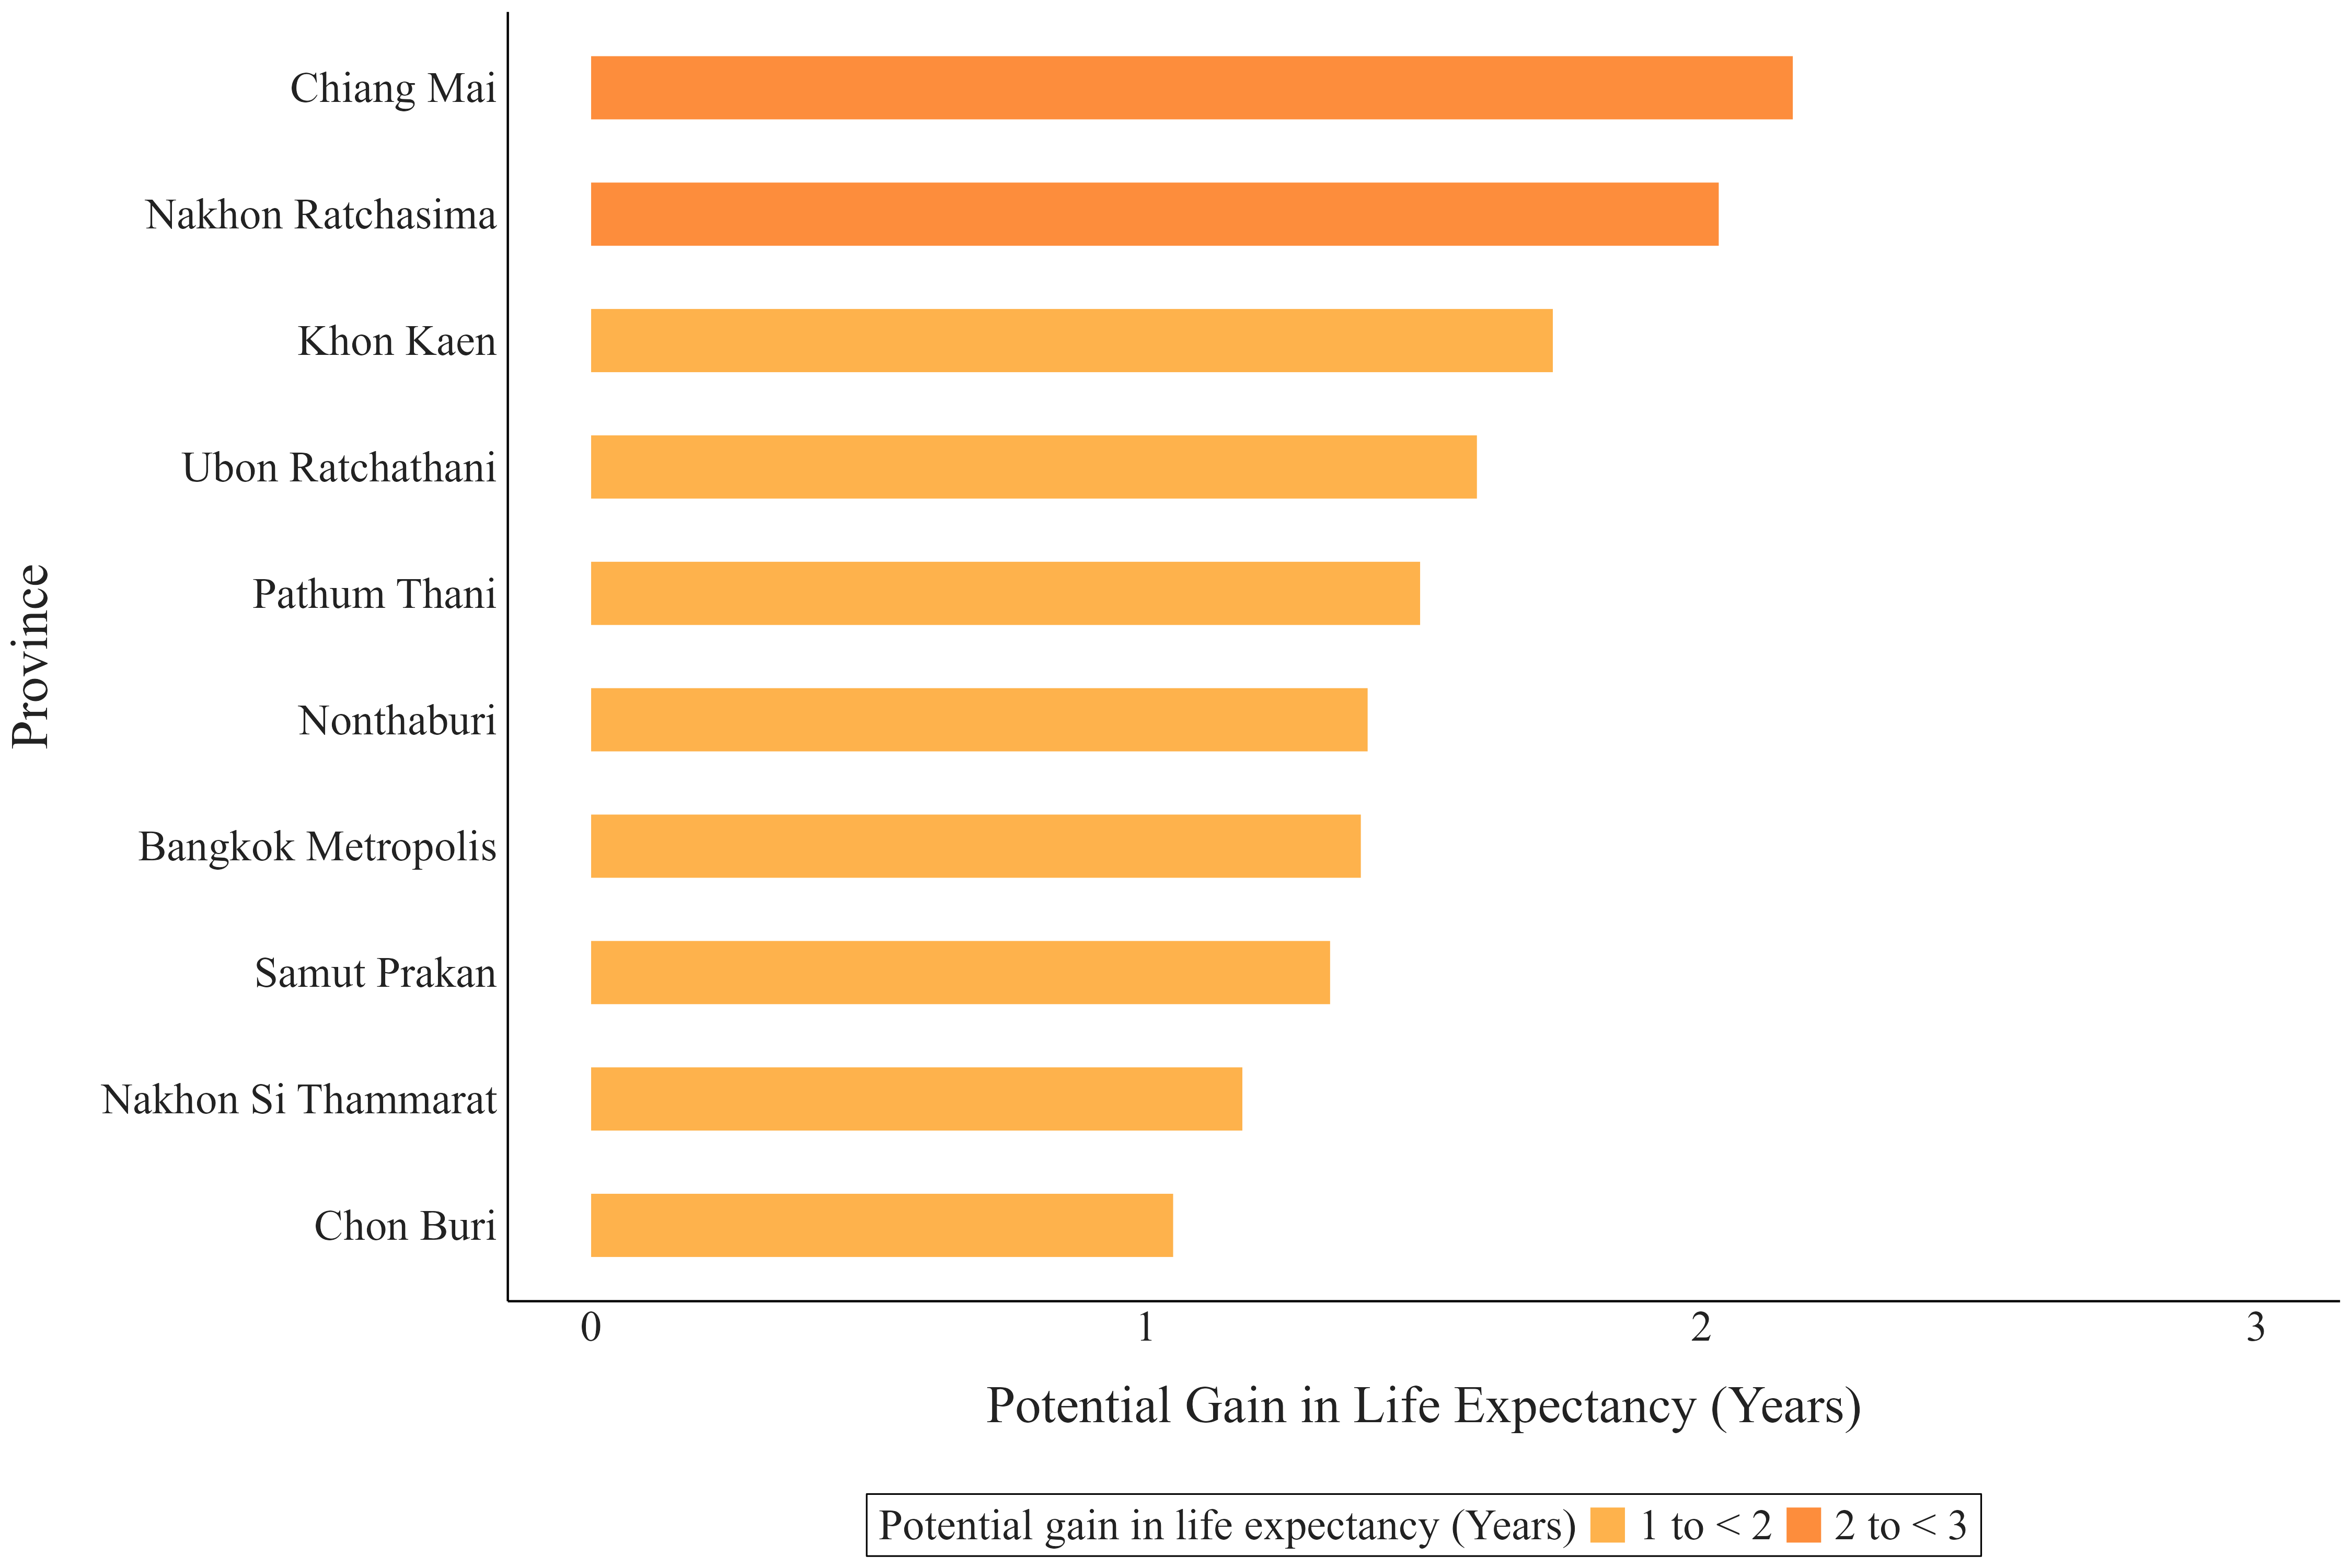 Province
Chiang Mai
Nakhon Ratchasima
Khon Kaen
Ubon Ratchathani
Pathum Thani
Nonthaburi
Bangkok Metropolis
Samut Prakan
Nakhon Si Thammarat
Chon Buri
0 1 2 3
Potential Gain in Life Expectancy (Years)
Potential gain in life expectancy (Years) 1 to < 2 2 to < 3